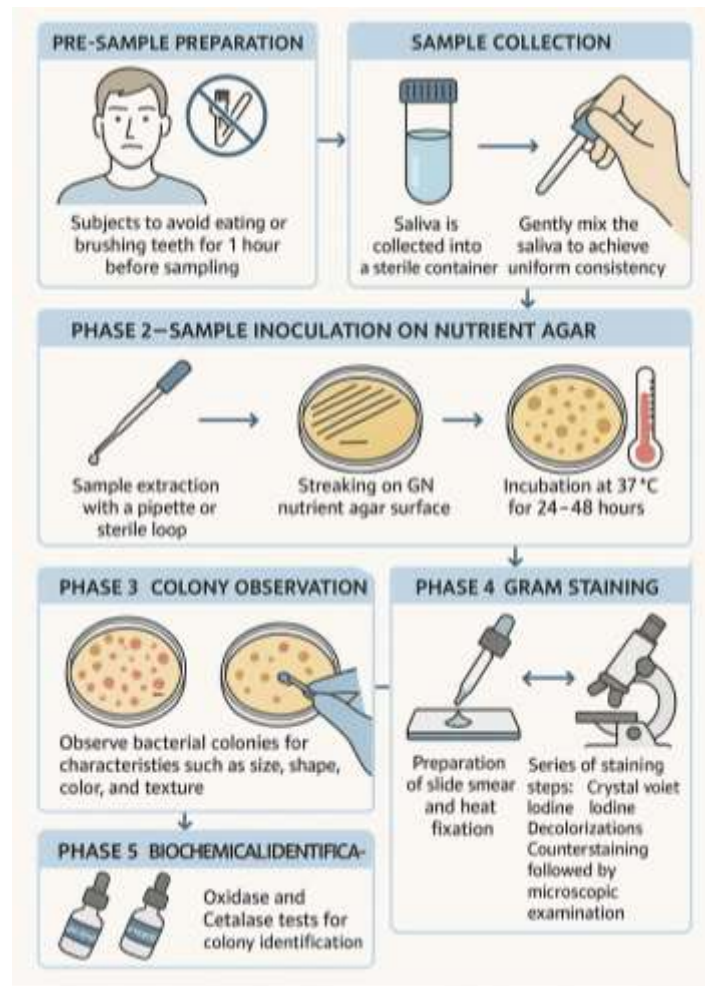 PRE-SAMPLE PREPARATION
Subjects to avoid eating or
brushing teeth for 1 hour
before sampling
SAMPLE COLLECTION
Saliva is
collected into
a sterile container
Gently mix the
saliva to achieve
uniform consistency
PHASE 2–SAMPLE INOCULATION ON NUTRIENT AGAR
Sample extraction
with a pipette or
sterile loop
Streaking on GN
nutrient agar surface
Incubation at 37 °C
for 24–48 hours
PHASE 3 COLONY OBSERVATION
Observe bacterial colonies for
charactersties such as size, shape,
color, and texture
PHASE 4 GRAM STAINING
Preparation
of slide smear
and heat
fixation
Series of staining
steps: Crystal voiet
Iodine Iodine
Decolorizations
Counterstaining
followed by
microscopic
examination
PHASE 5 BIOCHEMICALIDENTIFICA-
Oxidase and
Cetalase tests for
colony identification